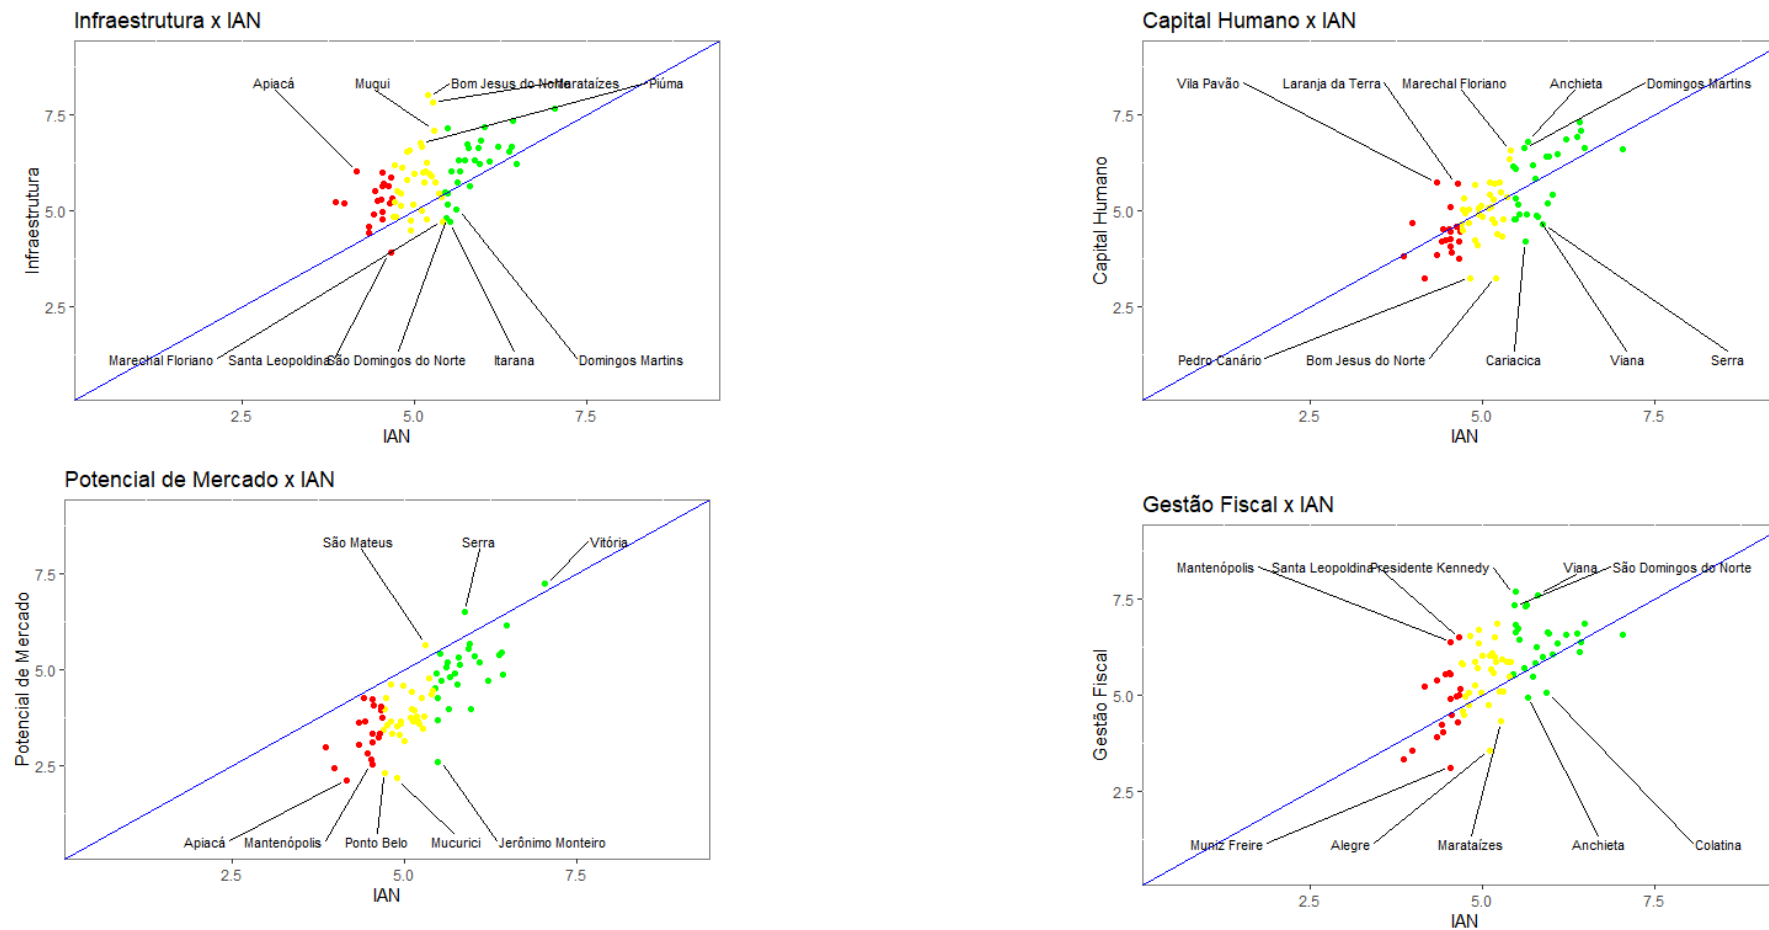 Infraestrutura x IAN
Apiacá
Muqui
Bom Jesus do Norte
Marataízes
Piúma
7.5
5.0
2.5
Infraestrutura
Marechal Floriano
Santa Leopoldina
São Domingos do Norte
Itarana
Domingos Martins
2.5
5.0
7.5
IAN
Capital Humano x IAN
Vila Pavão
Laranja da Terra
Marechal Floriano
Anchieta
Domingos Martins
7.5
5.0
2.5
Capital Humano
Pedro Canário
Bom Jesus do Norte
Cariacica
Viana
Serra
2.5
5.0
7.5
IAN
Potencial de Mercado x IAN
São Mateus
Serra
Vitória
7.5
5.0
2.5
Potencial de Mercado
Apiacá
Mantenópolis
Ponto Belo
Mucurici
Jerônimo Monteiro
2.5
5.0
7.5
IAN
Gestão Fiscal x IAN
Mantenópolis
Santa Leopoldina
Presidente Kennedy
Viana
São Domingos do Norte
7.5
5.0
2.5
Gestão Fiscal
Muniz Freire
Alegre
Marataízes
Anchieta
Colatina
2.5
5.0
7.5
IAN